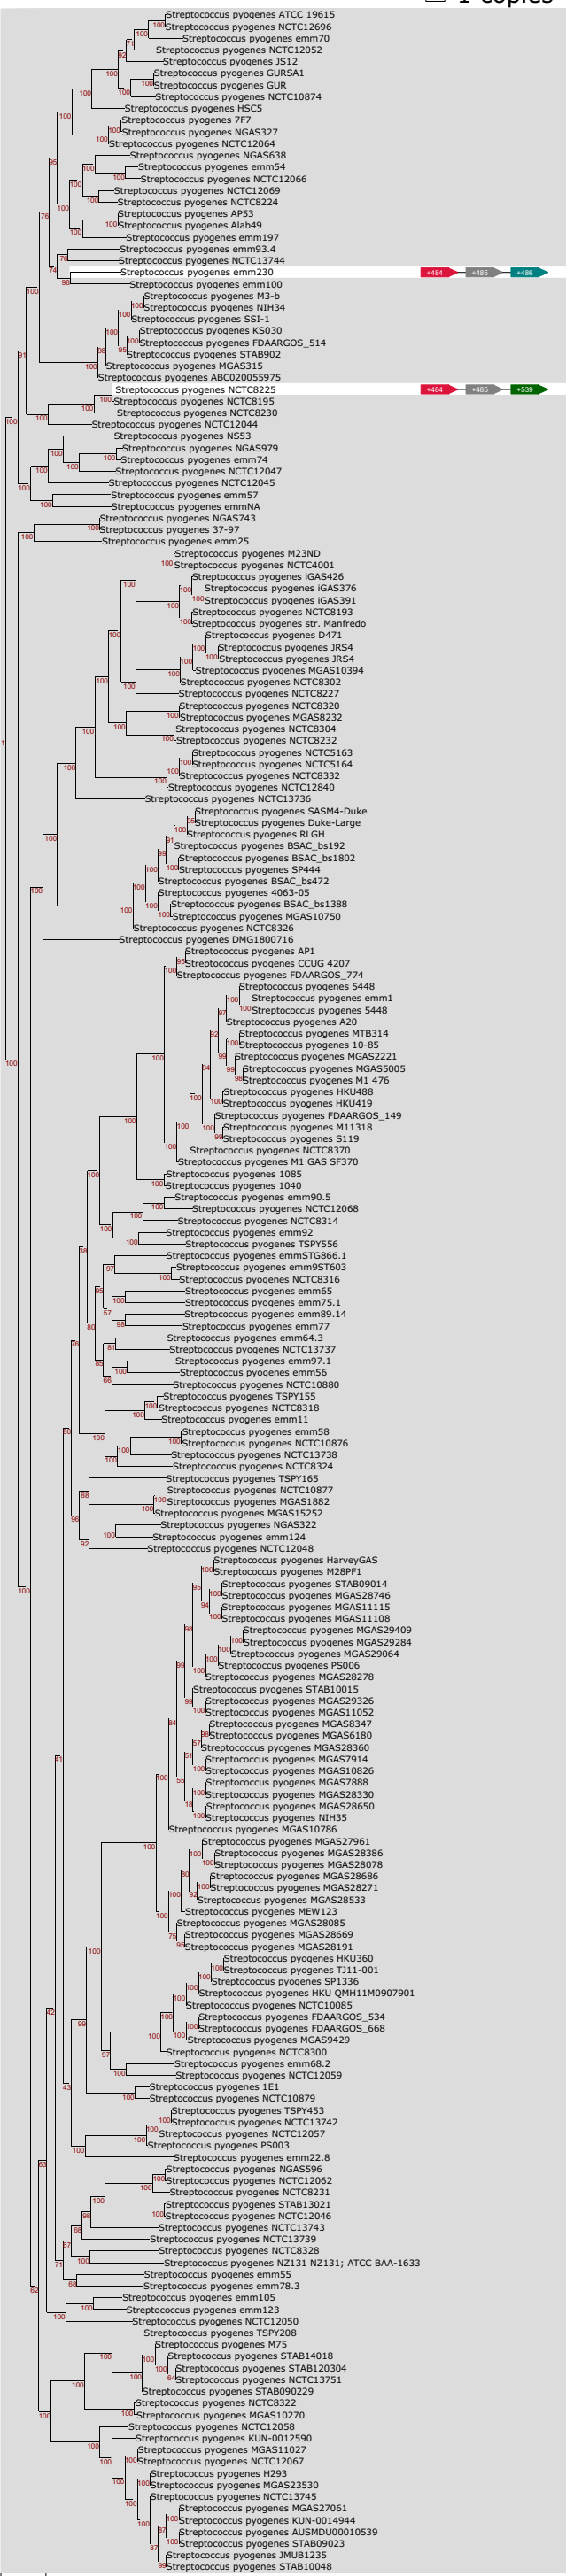 1 copies
Streptococcus pyogenes ATCC 19615
Streptococcus pyogenes NCTC12696
Streptococcus pyogenes emm70
Streptococcus pyogenes NCTC12052
Streptococcus pyogenes JS12
Streptococcus pyogenes GURSA1
Streptococcus pyogenes GUR
Streptococcus pyogenes NCTC10874
Streptococcus pyogenes HSC5
Streptococcus pyogenes 7F7
Streptococcus pyogenes NGAS327
Streptococcus pyogenes NCTC12064
Streptococcus pyogenes NGAS638
Streptococcus pyogenes emm54
Streptococcus pyogenes NCTC12066
Streptococcus pyogenes NCTC12069
Streptococcus pyogenes NCTC8224
Streptococcus pyogenes AP53
Streptococcus pyogenes Alab49
Streptococcus pyogenes emm197
Streptococcus pyogenes emm93.4
Streptococcus pyogenes NCTC13744
Streptococcus pyogenes emm230 +484 +485 +486
Streptococcus pyogenes emm100
Streptococcus pyogenes M3-b
Streptococcus pyogenes NIH34
Streptococcus pyogenes SSI-1
Streptococcus pyogenes KS030
Streptococcus pyogenes FDAARGOS_514
Streptococcus pyogenes STAB902
Streptococcus pyogenes MGAS315
Streptococcus pyogenes ABC020055975
Streptococcus pyogenes NCTC8225 +484 +485 +539
Streptococcus pyogenes NCTC8195
Streptococcus pyogenes NCTC8230
Streptococcus pyogenes NCTC12044
Streptococcus pyogenes NS53
Streptococcus pyogenes NGAS979
Streptococcus pyogenes emm74
Streptococcus pyogenes NCTC12047
Streptococcus pyogenes NCTC12045
Streptococcus pyogenes emm57
Streptococcus pyogenes emmNA
Streptococcus pyogenes NGAS743
Streptococcus pyogenes 37-97
Streptococcus pyogenes emm25
Streptococcus pyogenes M23ND
Streptococcus pyogenes NCTC4001
Streptococcus pyogenes iGAS426
Streptococcus pyogenes iGAS376
Streptococcus pyogenes iGAS391
Streptococcus pyogenes NCTC8193
Streptococcus pyogenes str. Manfredo
Streptococcus pyogenes D471
Streptococcus pyogenes JRS4
Streptococcus pyogenes JRS4
Streptococcus pyogenes MGAS10394
Streptococcus pyogenes NCTC8302
Streptococcus pyogenes NCTC8227
Streptococcus pyogenes NCTC8320
Streptococcus pyogenes MGAS8232
Streptococcus pyogenes NCTC8304
Streptococcus pyogenes NCTC8232
Streptococcus pyogenes NCTC5163
Streptococcus pyogenes NCTC5164
Streptococcus pyogenes NCTC8332
Streptococcus pyogenes NCTC12840
Streptococcus pyogenes NCTC13736
Streptococcus pyogenes SASM4-Duke
Streptococcus pyogenes Duke-Large
Streptococcus pyogenes RLGH
Streptococcus pyogenes BSAC_bs192
Streptococcus pyogenes BSAC_bs1802
Streptococcus pyogenes SP444
Streptococcus pyogenes BSAC_bs472
Streptococcus pyogenes 4063-05
Streptococcus pyogenes BSAC_bs1388
Streptococcus pyogenes MGAS10750
Streptococcus pyogenes NCTC8326
Streptococcus pyogenes DMG1800716
Streptococcus pyogenes AP1
Streptococcus pyogenes CCUG 4207
Streptococcus pyogenes FDAARGOS_774
Streptococcus pyogenes 5448
Streptococcus pyogenes emm1
Streptococcus pyogenes 5448
Streptococcus pyogenes A20
Streptococcus pyogenes MTB314
Streptococcus pyogenes 10-85
Streptococcus pyogenes MGAS2221
Streptococcus pyogenes MGAS5005
Streptococcus pyogenes M1 476
Streptococcus pyogenes HKU488
Streptococcus pyogenes HKU419
Streptococcus pyogenes FDAARGOS_149
Streptococcus pyogenes M11318
Streptococcus pyogenes S119
Streptococcus pyogenes NCTC8370
Streptococcus pyogenes M1 GAS SF370
Streptococcus pyogenes 1085
Streptococcus pyogenes 1040
Streptococcus pyogenes emm90.5
Streptococcus pyogenes NCTC12068
Streptococcus pyogenes NCTC8314
Streptococcus pyogenes emm92
Streptococcus pyogenes TSPY556
Streptococcus pyogenes emmSTG866.1
Streptococcus pyogenes emm9ST603
Streptococcus pyogenes NCTC8316
Streptococcus pyogenes emm65
Streptococcus pyogenes emm75.1
Streptococcus pyogenes emm89.14
Streptococcus pyogenes emm77
Streptococcus pyogenes emm64.3
Streptococcus pyogenes NCTC13737
Streptococcus pyogenes emm97.1
Streptococcus pyogenes emm56
Streptococcus pyogenes NCTC10880
Streptococcus pyogenes TSPY155
Streptococcus pyogenes NCTC8318
Streptococcus pyogenes emm11
Streptococcus pyogenes emm58
Streptococcus pyogenes NCTC10876
Streptococcus pyogenes NCTC13738
Streptococcus pyogenes NCTC8324
Streptococcus pyogenes TSPY165
Streptococcus pyogenes NCTC10877
Streptococcus pyogenes MGAS1882
Streptococcus pyogenes MGAS15252
Streptococcus pyogenes NGAS322
Streptococcus pyogenes emm124
Streptococcus pyogenes NCTC12048
Streptococcus pyogenes HarveyGAS
Streptococcus pyogenes M28PF1
Streptococcus pyogenes STAB09014
Streptococcus pyogenes MGAS28746
Streptococcus pyogenes MGAS11115
Streptococcus pyogenes MGAS11108
Streptococcus pyogenes MGAS29409
Streptococcus pyogenes MGAS29284
Streptococcus pyogenes MGAS29064
Streptococcus pyogenes PS006
Streptococcus pyogenes MGAS28278
Streptococcus pyogenes STAB10015
Streptococcus pyogenes MGAS29326
Streptococcus pyogenes MGAS11052
Streptococcus pyogenes MGAS8347
Streptococcus pyogenes MGAS6180
Streptococcus pyogenes MGAS28360
Streptococcus pyogenes MGAS7914
Streptococcus pyogenes MGAS10826
Streptococcus pyogenes MGAS7888
Streptococcus pyogenes MGAS28330
Streptococcus pyogenes MGAS28650
Streptococcus pyogenes NIH35
Streptococcus pyogenes MGAS10786
Streptococcus pyogenes MGAS27961
Streptococcus pyogenes MGAS28386
Streptococcus pyogenes MGAS28078
Streptococcus pyogenes MGAS28686
Streptococcus pyogenes MGAS28271
Streptococcus pyogenes MGAS28533
Streptococcus pyogenes MEW123
Streptococcus pyogenes MGAS28085
Streptococcus pyogenes MGAS28669
Streptococcus pyogenes MGAS28191
Streptococcus pyogenes HKU360
Streptococcus pyogenes TJ11-001
Streptococcus pyogenes SP1336
Streptococcus pyogenes HKU QMH11M0907901
Streptococcus pyogenes NCTC10085
Streptococcus pyogenes FDAARGOS_534
Streptococcus pyogenes FDAARGOS_668
Streptococcus pyogenes MGAS9429
Streptococcus pyogenes NCTC8300
Streptococcus pyogenes emm68.2
Streptococcus pyogenes NCTC12059
Streptococcus pyogenes 1E1
Streptococcus pyogenes NCTC10879
Streptococcus pyogenes TSPY453
Streptococcus pyogenes NCTC13742
Streptococcus pyogenes NCTC12057
Streptococcus pyogenes PS003
Streptococcus pyogenes emm22.8
Streptococcus pyogenes NGAS596
Streptococcus pyogenes NCTC12062
Streptococcus pyogenes NCTC8231
Streptococcus pyogenes STAB13021
Streptococcus pyogenes NCTC12046
Streptococcus pyogenes NCTC13743
Streptococcus pyogenes NCTC13739
Streptococcus pyogenes NCTC8328
Streptococcus pyogenes NZ131 NZ131; ATCC BAA-1633
Streptococcus pyogenes emm55
Streptococcus pyogenes emm78.3
Streptococcus pyogenes emm105
Streptococcus pyogenes emm123
Streptococcus pyogenes NCTC12050
Streptococcus pyogenes TSPY208
Streptococcus pyogenes M75
Streptococcus pyogenes STAB14018
Streptococcus pyogenes STAB120304
Streptococcus pyogenes NCTC13751
Streptococcus pyogenes STAB090229
Streptococcus pyogenes NCTC8322
Streptococcus pyogenes MGAS10270
Streptococcus pyogenes NCTC12058
Streptococcus pyogenes KUN-0012590
Streptococcus pyogenes MGAS11027
Streptococcus pyogenes NCTC12067
Streptococcus pyogenes H293
Streptococcus pyogenes MGAS23530
Streptococcus pyogenes NCTC13745
Streptococcus pyogenes MGAS27061
Streptococcus pyogenes KUN-0014944
Streptococcus pyogenes AUSMDU00010539
Streptococcus pyogenes STAB09023
Streptococcus pyogenes JMUB1235
Streptococcus pyogenes STAB10048